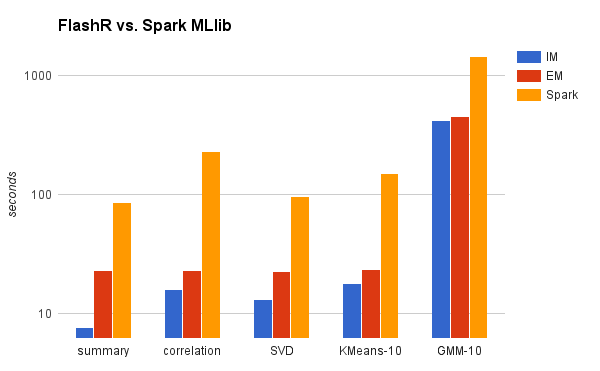 FlashR vs. Spark MLlib
IM
EM
Spark
1000
100
10
seconds
summary
correlation
SVD
KMeans-10
GMM-10